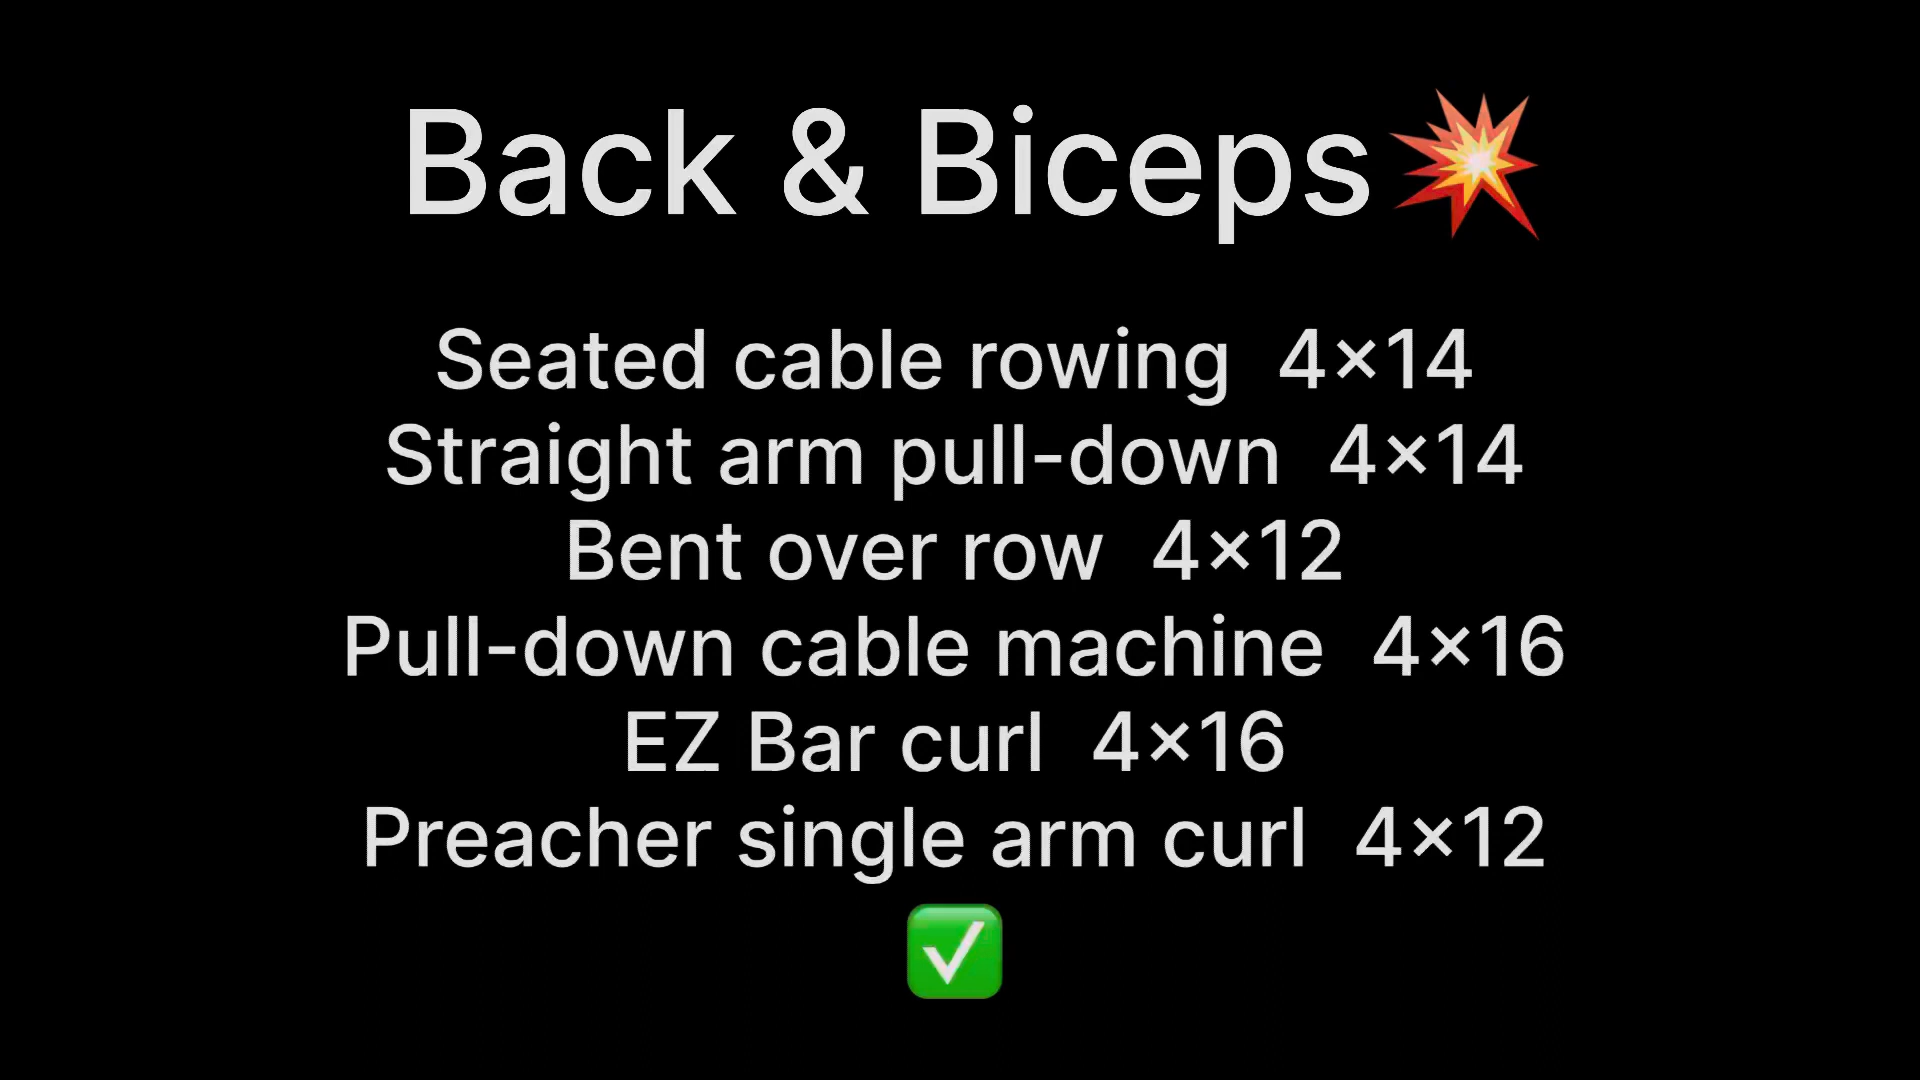 Back & Biceps💥
Seated cable rowing 4×14
Straight arm pull-down 4×14
Bent over row 4×12
Pull-down cable machine 4×16
EZ Bar curl 4×16
Preacher single arm curl 4×12
✅